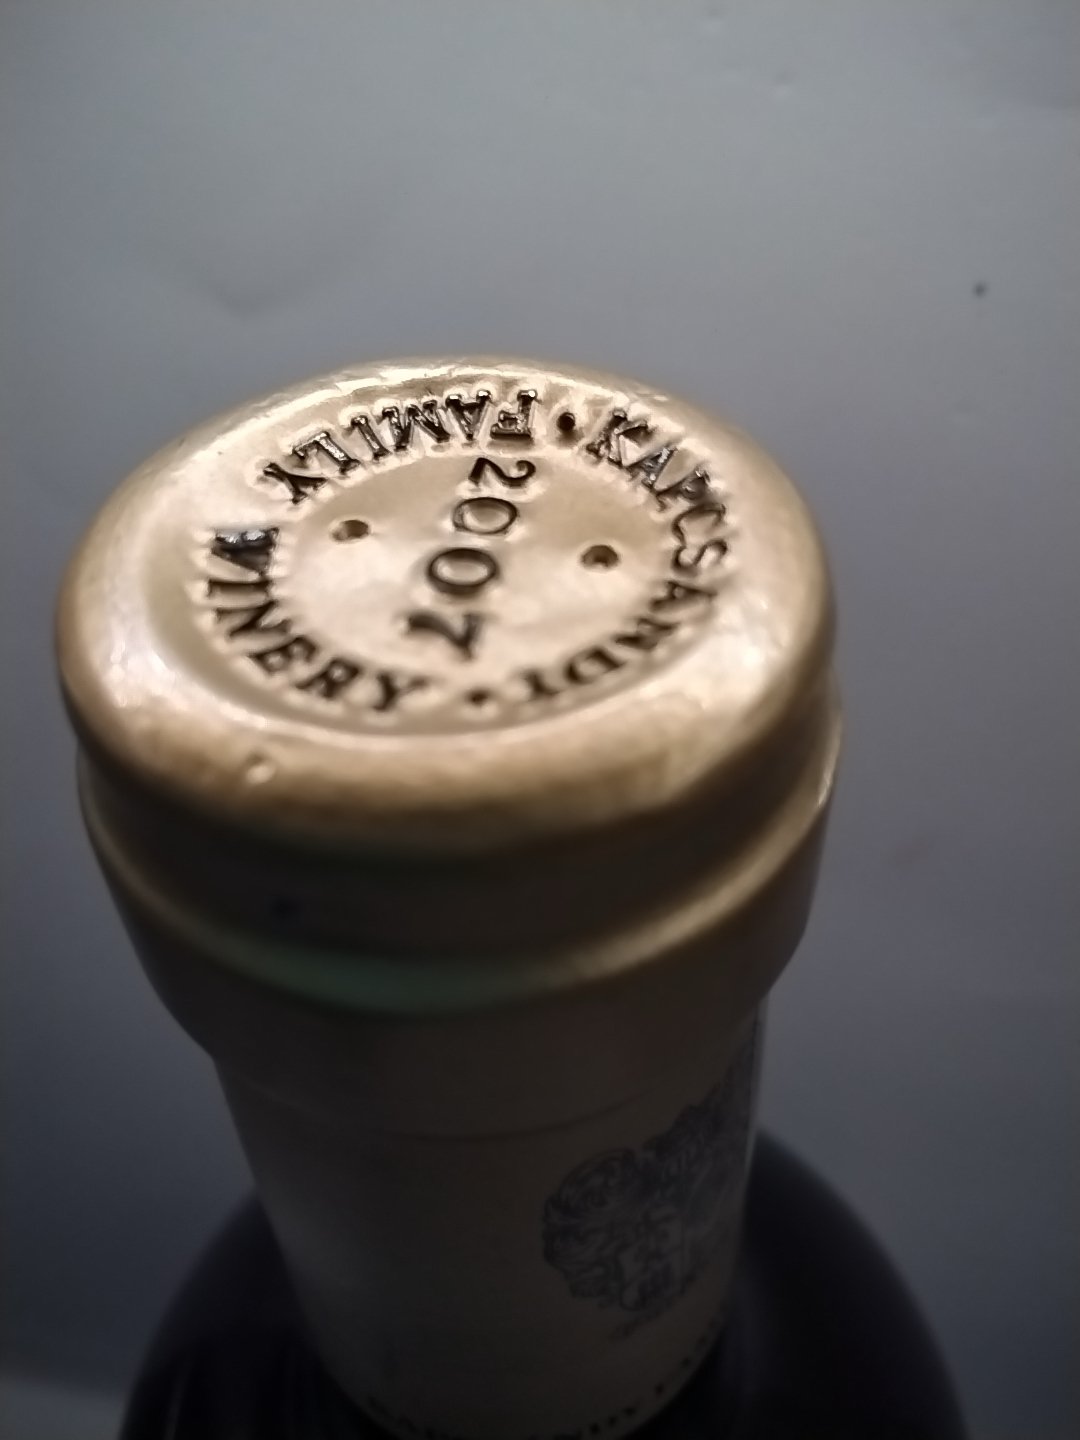 KAPCSANDY • FAMILY WINERY •
2007